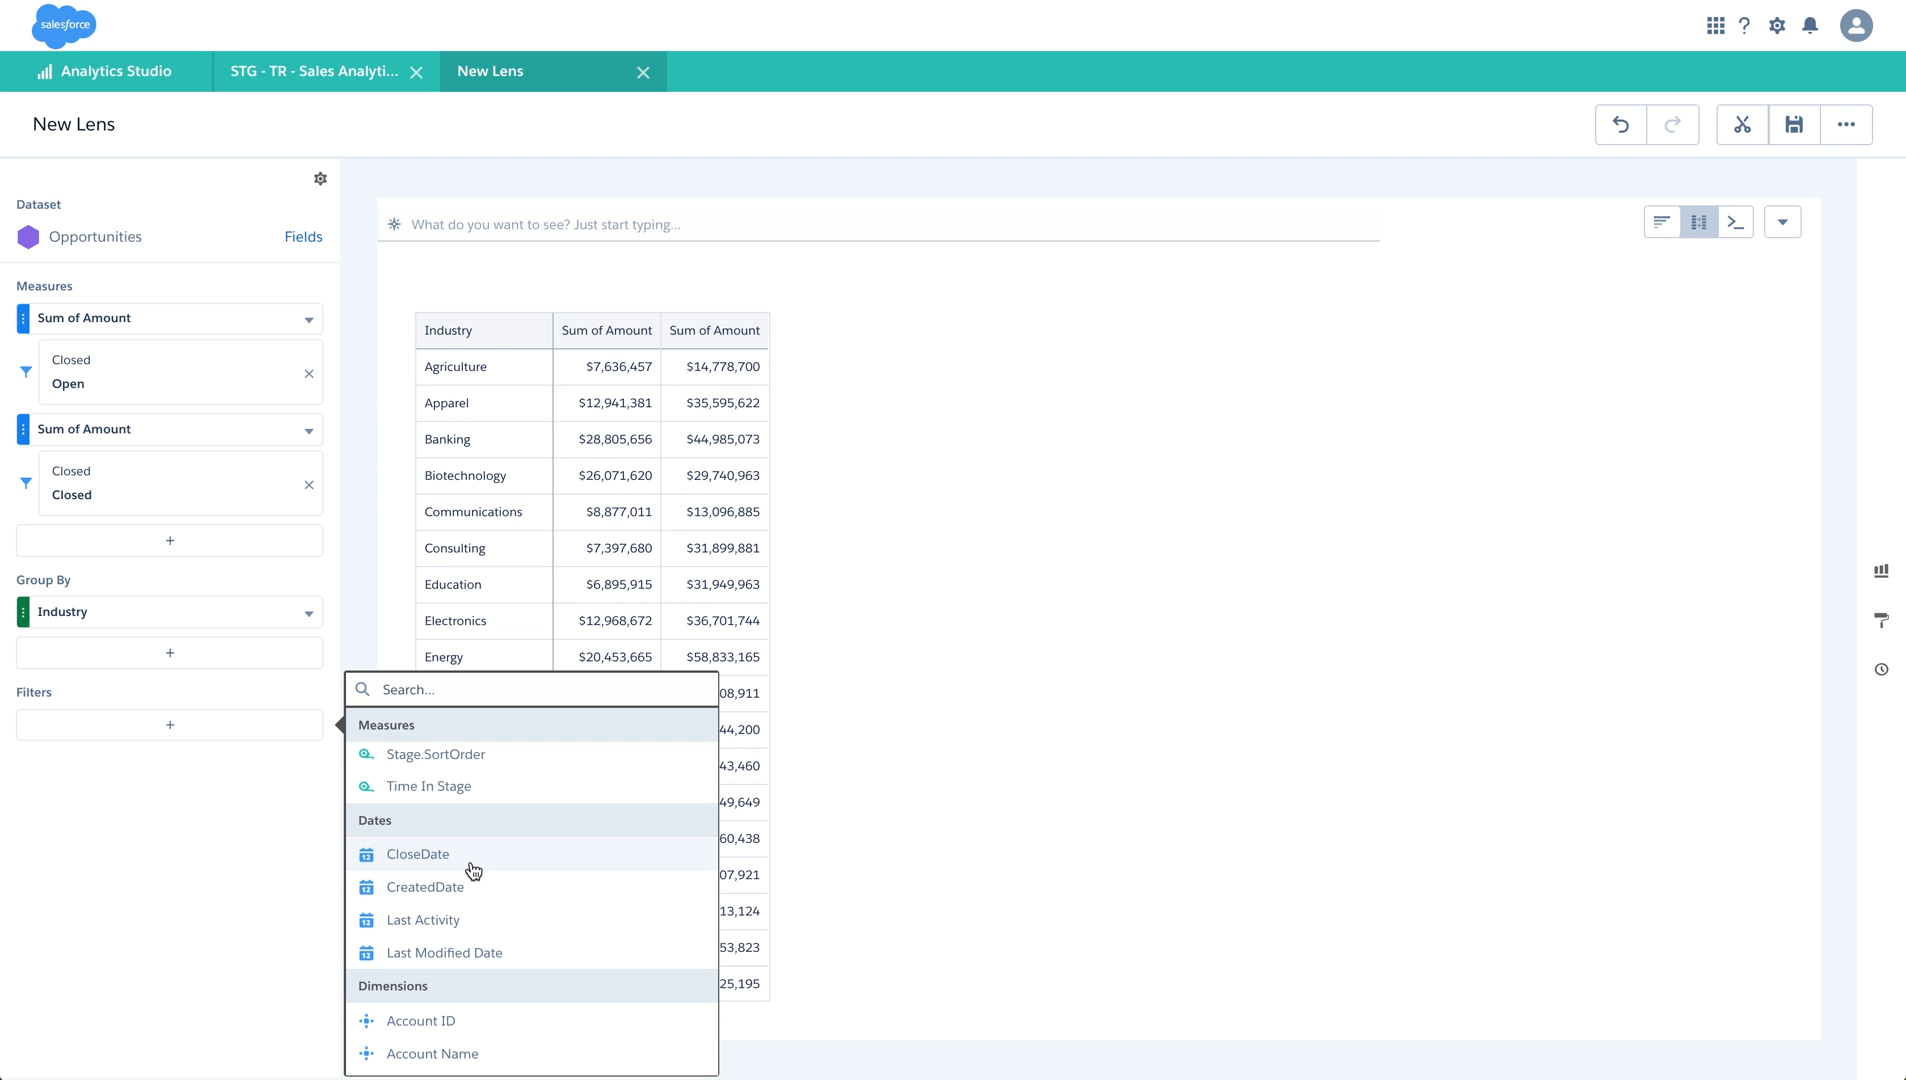 salesforce
?
Analytics Studio
STG - TR - Sales Analyti...
New Lens
New Lens
Dataset
Opportunities
Fields
What do you want to see? Just start typing...
Measures
Sum of Amount
Closed
Open
Sum of Amount
Closed
Closed
+
Group By
Industry
+
Filters
+
Industry Sum of Amount Sum of Amount
Agriculture $7,636,457 $14,778,700
Apparel $12,941,381 $35,595,622
Banking $28,805,656 $44,985,073
Biotechnology $26,071,620 $29,740,963
Communications $8,877,011 $13,096,885
Consulting $7,397,680 $31,899,881
Education $6,895,915 $31,949,963
Electronics $12,968,672 $36,701,744
Energy $20,453,665 $58,833,165
08,911
44,200
43,460
49,649
60,438
07,921
13,124
53,823
25,195
Search...
Measures
Stage.SortOrder
Time In Stage
Dates
12 CloseDate
12 CreatedDate
12 Last Activity
12 Last Modified Date
Dimensions
Account ID
Account Name